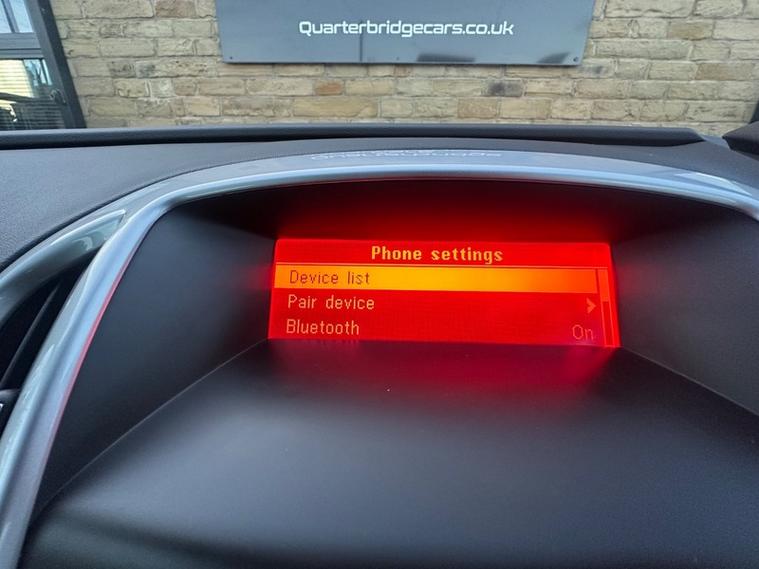 Quarterbridgecars.co.uk
Phone settings
Device list
Pair device
Bluetooth On